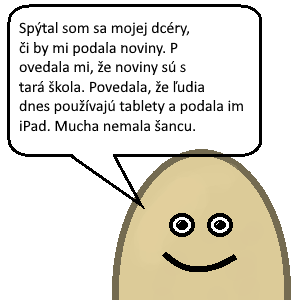 Spýtal som sa mojej dcéry,
či by mi podala noviny. P
ovedala mi, že noviny sú s
tará škola. Povedala, že ľudia
dnes používajú tablety a podala im
iPad. Mucha nemala šancu.